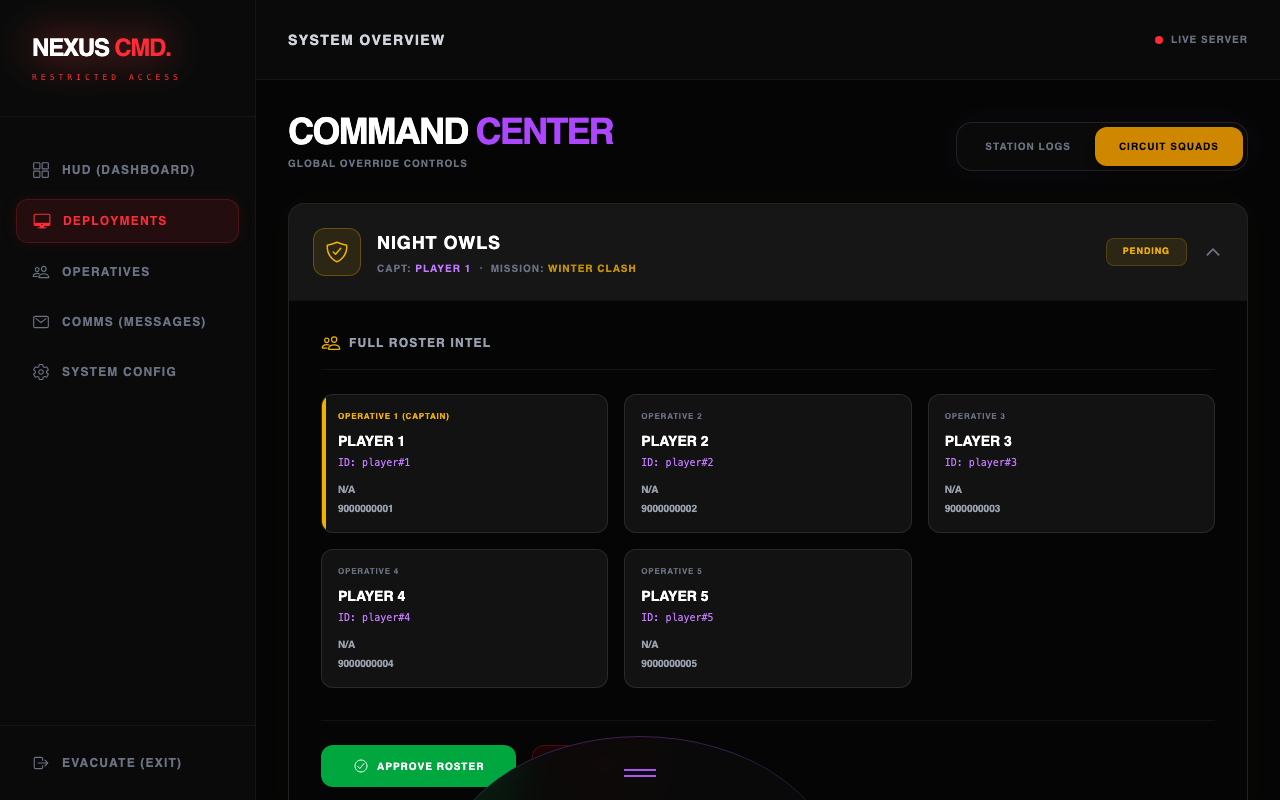 NEXUS CMD.
RESTRICTED ACCESS
HUD (DASHBOARD)
DEPLOYMENTS
OPERATIVES
COMMS (MESSAGES)
SYSTEM CONFIG
EVACUATE (EXIT)
SYSTEM OVERVIEW
LIVE SERVER
COMMAND CENTER
GLOBAL OVERRIDE CONTROLS
STATION LOGS
CIRCUIT SQUADS
NIGHT OWLS
CAPT: PLAYER 1 · MISSION: WINTER CLASH
PENDING
FULL ROSTER INTEL
OPERATIVE 1 (CAPTAIN)
PLAYER 1
ID: player#1
N/A
9000000001
OPERATIVE 2
PLAYER 2
ID: player#2
N/A
9000000002
OPERATIVE 3
PLAYER 3
ID: player#3
N/A
9000000003
OPERATIVE 4
PLAYER 4
ID: player#4
N/A
9000000004
OPERATIVE 5
PLAYER 5
ID: player#5
N/A
9000000005
APPROVE ROSTER